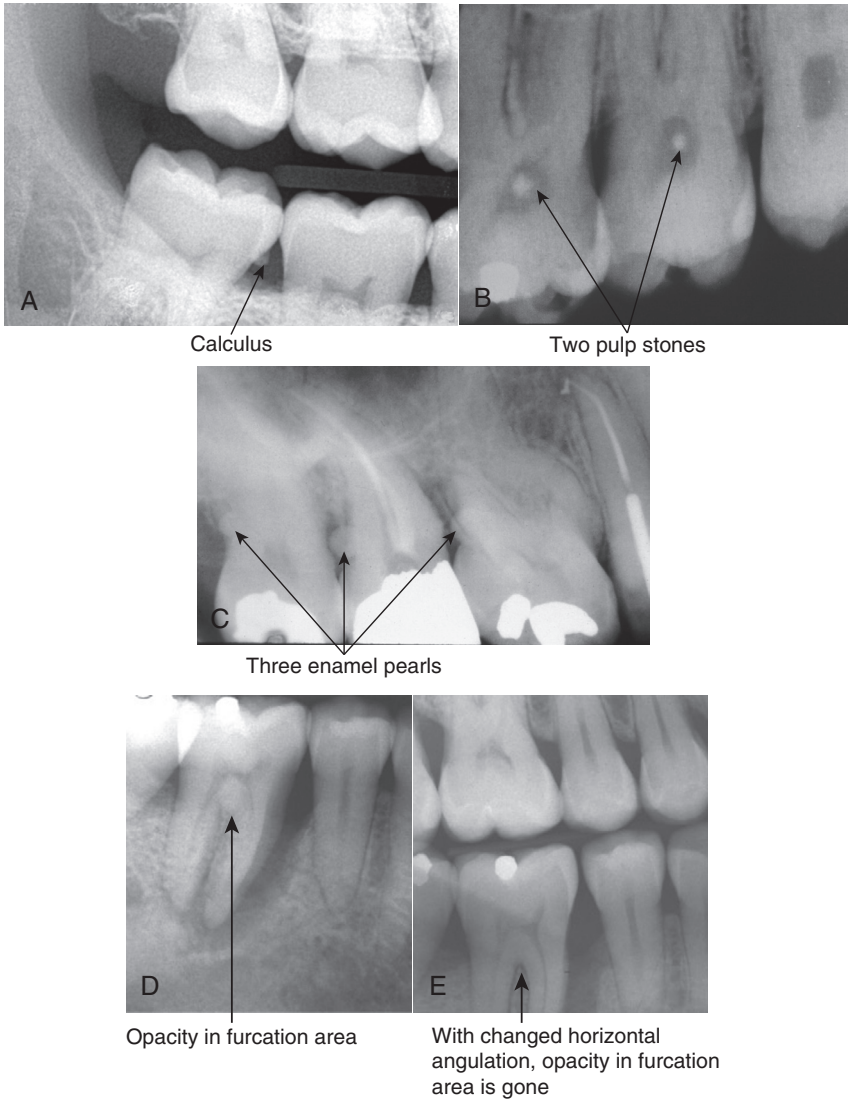 A
Calculus
B
Two pulp stones
C
Three enamel pearls
D
Opacity in furcation area
E
With changed horizontal
angulation, opacity in furcation
area is gone